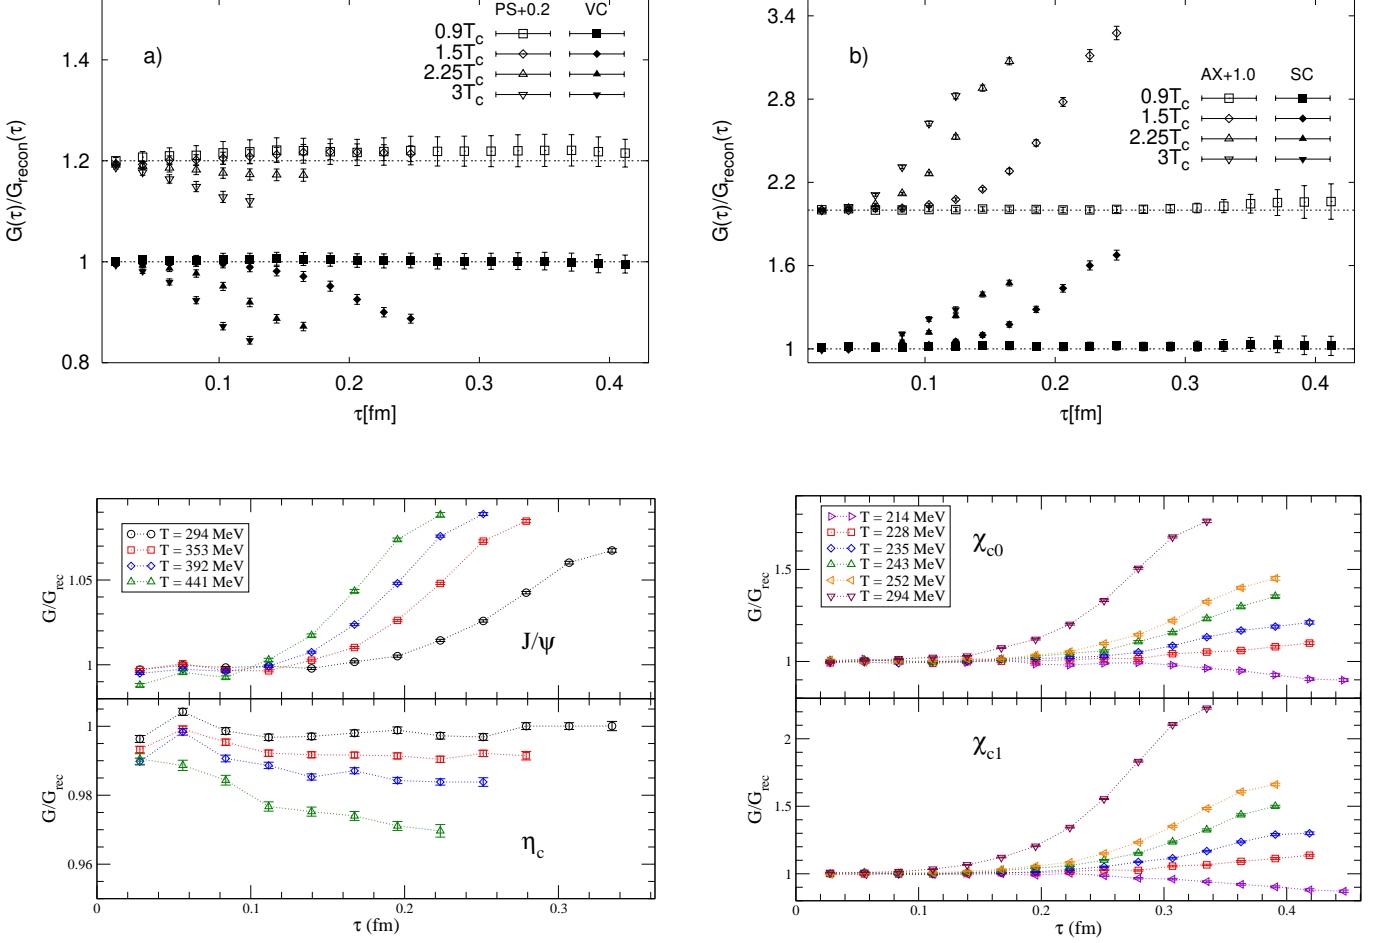 PS+0.2 VC
0.9Tc
1.5Tc
2.25Tc
3Tc
a)
1.4
1.2
1
0.8
G(τ)/Grecon(τ)
0.1 0.2 0.3 0.4
τ[fm]
b)
AX+1.0 SC
0.9Tc
1.5Tc
2.25Tc
3Tc
3.4
2.8
2.2
1.6
1
G(τ)/Grecon(τ)
0.1 0.2 0.3 0.4
τ[fm]
T = 294 MeV
T = 353 MeV
T = 392 MeV
T = 441 MeV
1.05
1
G/Grec
J/ψ
1
0.98
0.96
G/Grec
ηc
0 0.1 0.2 0.3
τ (fm)
T = 214 MeV
T = 228 MeV
T = 235 MeV
T = 243 MeV
T = 252 MeV
T = 294 MeV
χc0
1.5
1
G/Grec
χc1
2
1.5
1
G/Grec
0 0.1 0.2 0.3 0.4
τ (fm)